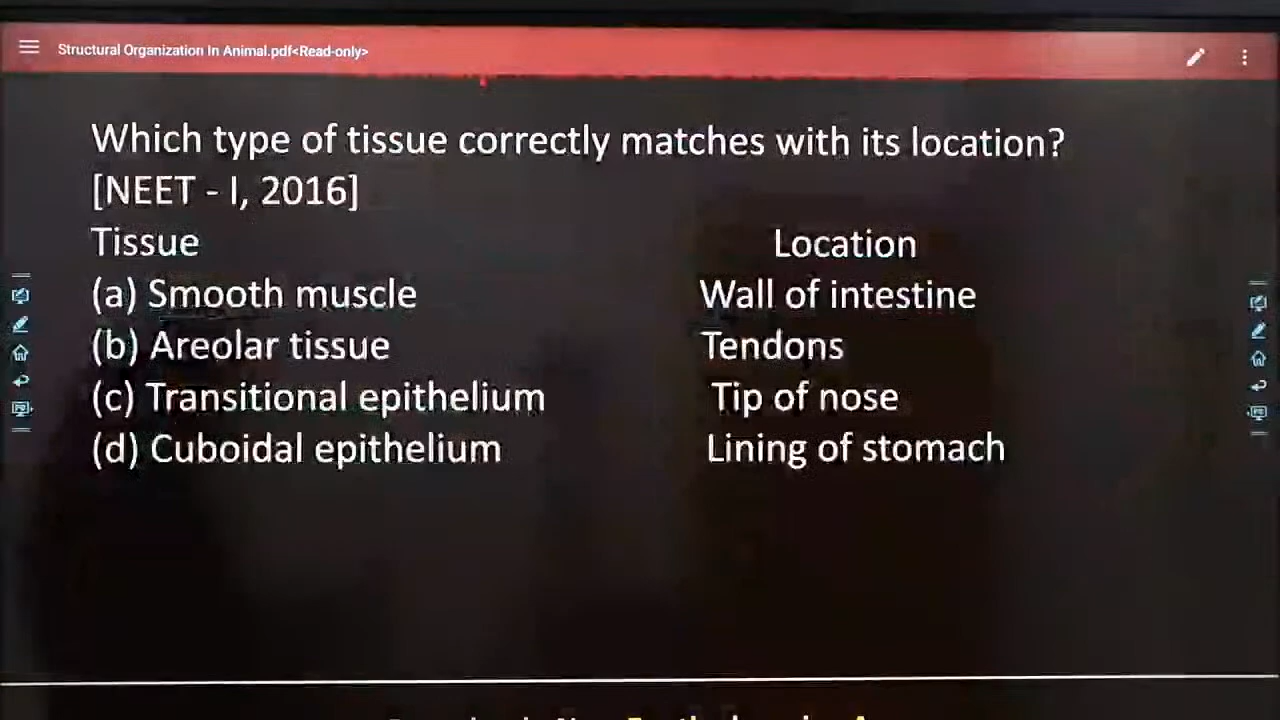 Structural Organization In Animal.pdf<Read-only>
Which type of tissue correctly matches with its location?
[NEET - I, 2016]
Tissue Location
(a) Smooth muscle Wall of intestine
(b) Areolar tissue Tendons
(c) Transitional epithelium Tip of nose
(d) Cuboidal epithelium Lining of stomach